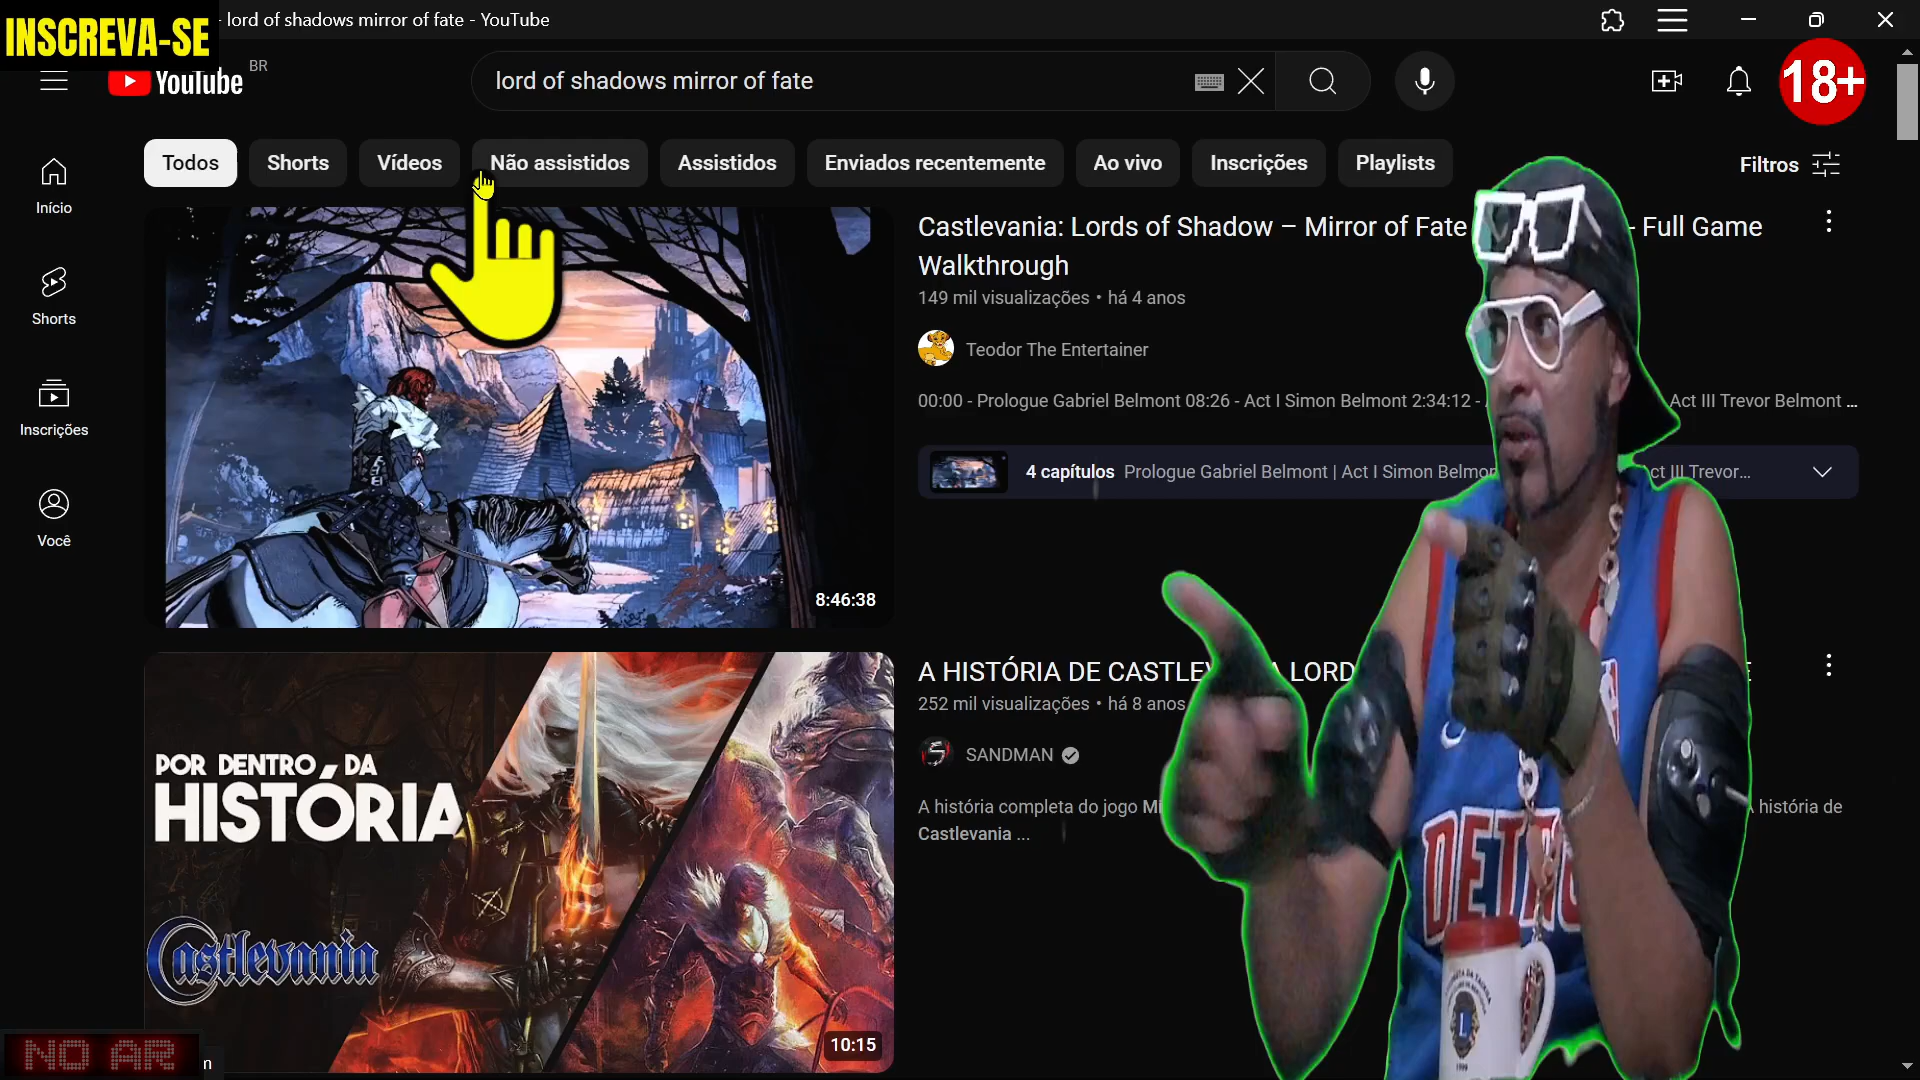 INSCREVA-SE
- lord of shadows mirror of fate - YouTube
YouTube
BR
lord of shadows mirror of fate
18+
Todos
Shorts
Vídeos
Não assistidos
Assistidos
Enviados recentemente
Ao vivo
Inscrições
Playlists
Filtros
Início
Shorts
Inscrições
Você
Castlevania: Lords of Shadow – Mirror of Fate - Full Game
Walkthrough
149 mil visualizações • há 4 anos
Teodor The Entertainer
00:00 - Prologue Gabriel Belmont 08:26 - Act I Simon Belmont 2:34:12 - Act III Trevor Belmont ...
4 capítulos Prologue Gabriel Belmont | Act I Simon Belmon ct III Trevor...
8:46:38
A HISTÓRIA DE CASTLEV LORD
252 mil visualizações • há 8 anos
SANDMAN
A história completa do jogo Mi história de
Castlevania ...
POR DENTRO DA
HISTÓRIA
Castlevania
10:15
DET
NO AR
m